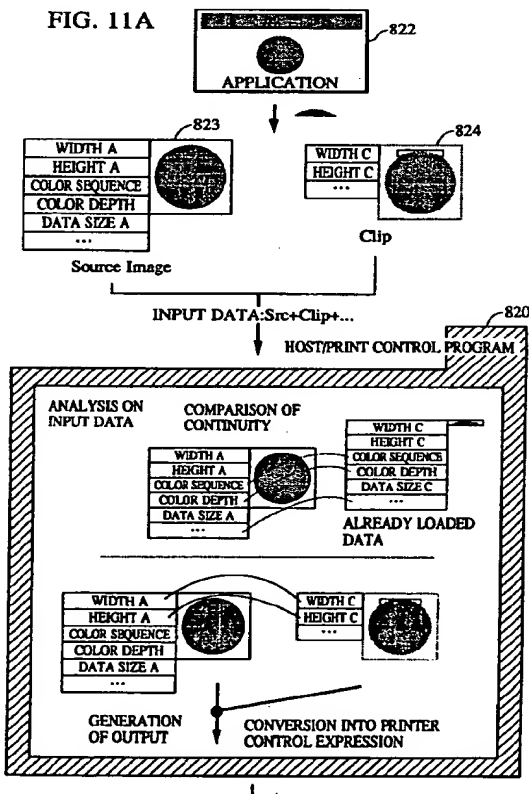 FIG. 11A
822
APPLICATION
823
WIDTH A
HEIGHT A
COLOR SEQUENCE
COLOR DEPTH
DATA SIZE A
...
Source Image
824
WIDTH C
HEIGHT C
...
Clip
INPUT DATA:Src+Clip+...
820
HOST/PRINT CONTROL PROGRAM
ANALYSIS ON
INPUT DATA
COMPARISON OF
CONTINUITY
WIDTH A
HEIGHT A
COLOR SEQUENCE
COLOR DEPTH
DATA SIZE A
...
WIDTH C
HEIGHT C
COLOR SEQUENCE
COLOR DEPTH
DATA SIZE C
...
ALREADY LOADED
DATA
WIDTH A
HEIGHT A
COLOR SEQUENCE
COLOR DEPTH
DATA SIZE A
...
WIDTH C
HEIGHT C
...
GENERATION
OF OUTPUT
CONVERSION INTO PRINTER
CONTROL EXPRESSION